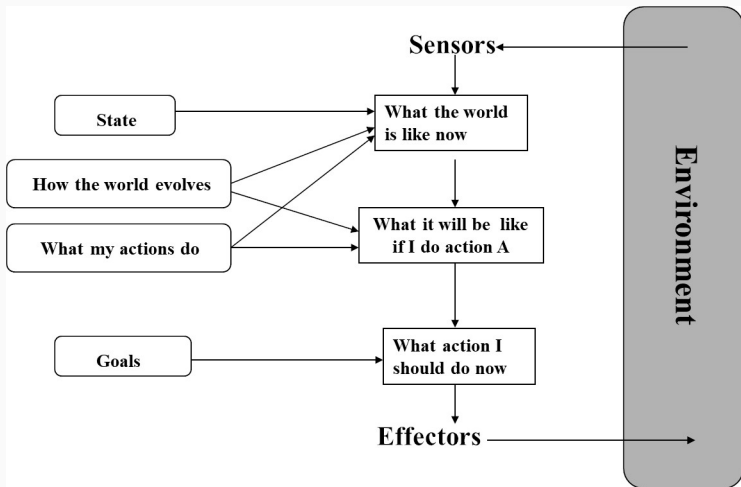 Sensors
State
What the world
is like now
How the world evolves
What my actions do
What it will be like
if I do action A
Environment
Goals
What action I
should do now
Effectors